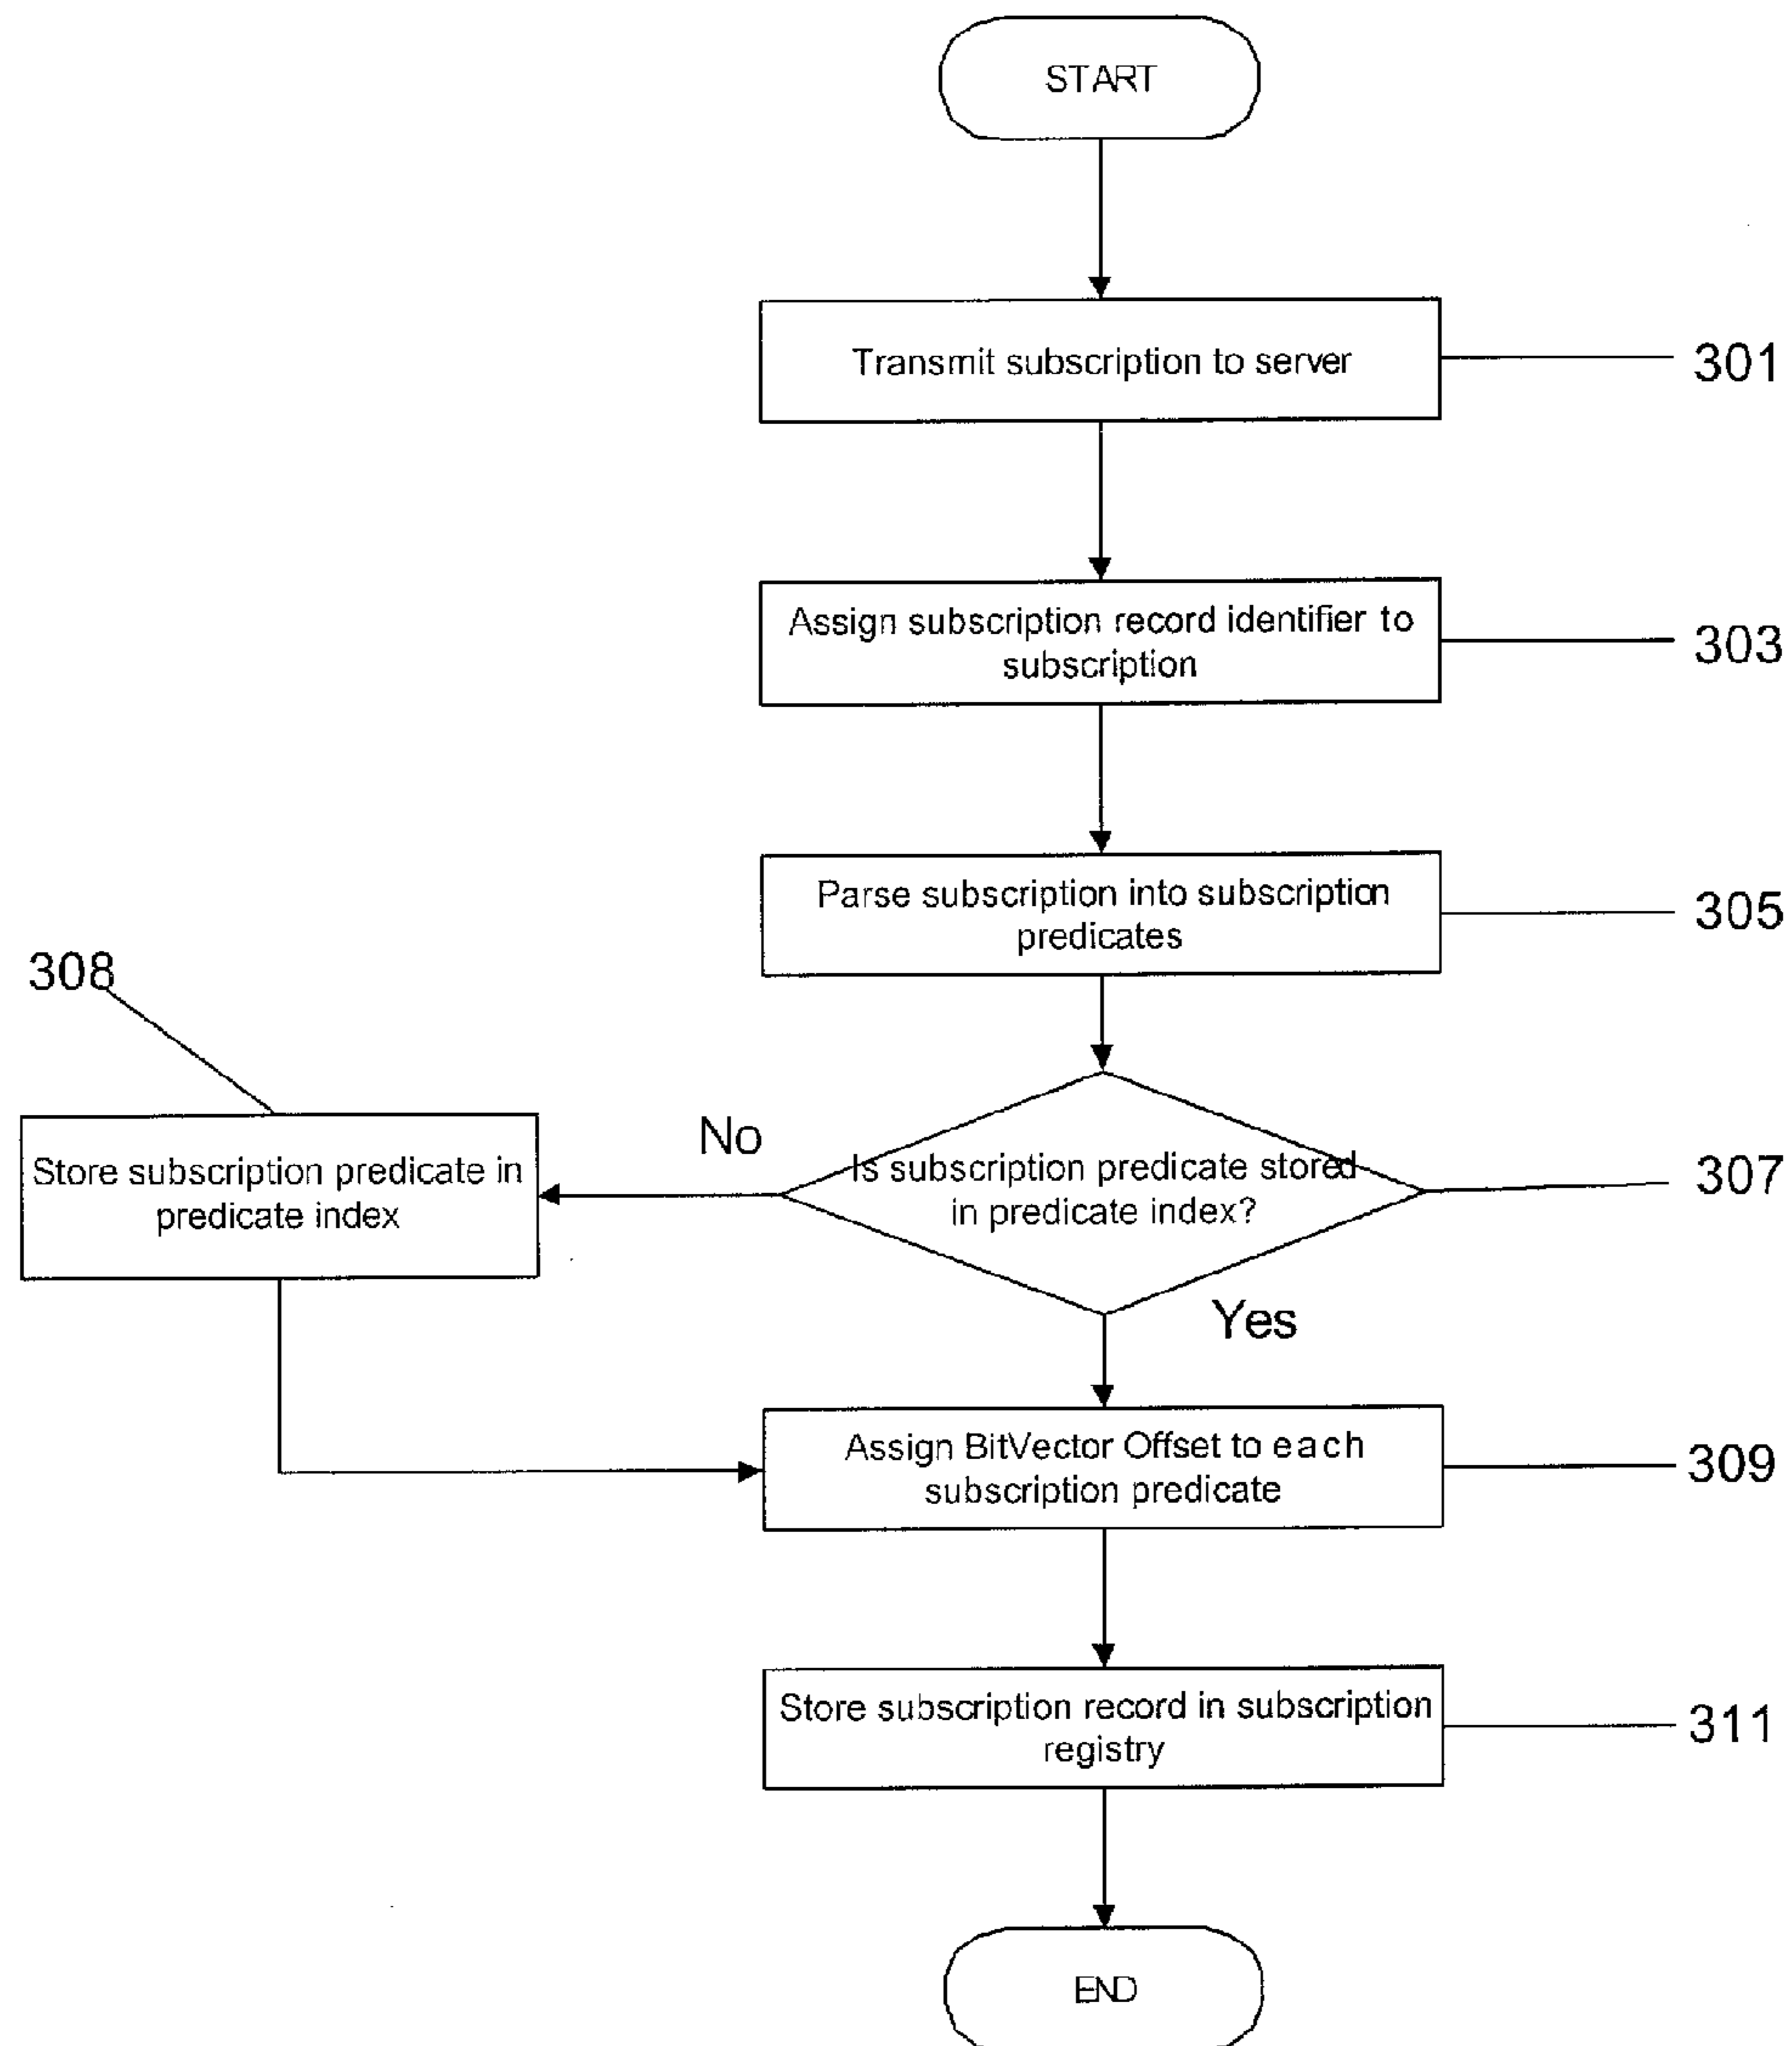 START
Transmit subscription to server
301
Assign subscription record identifier to
subscription
303
Parse subscription into subscription
predicates
305
308
Store subscription predicate in
predicate index
No
Is subscription predicate stored
in predicate index?
307
Yes
Assign BitVector Offset to each
subscription predicate
309
Store subscription record in subscription
registry
311
END